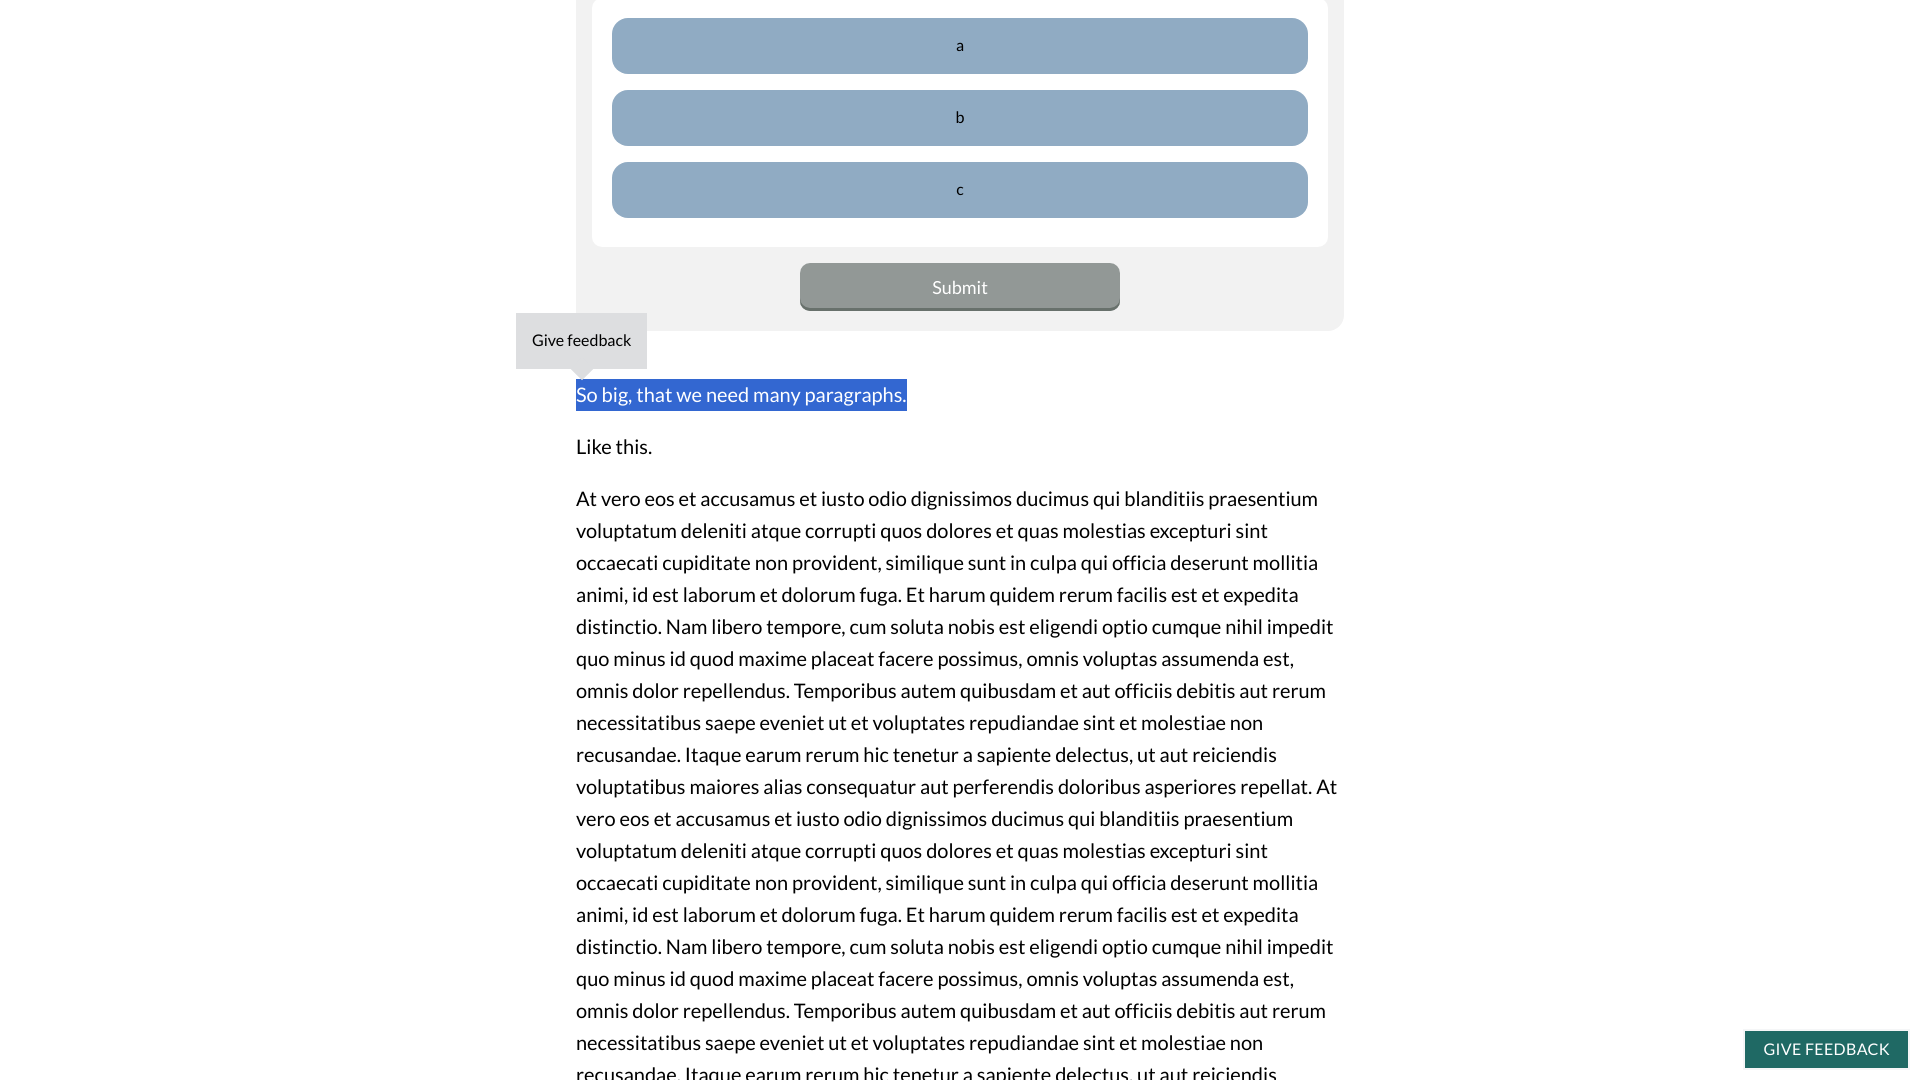 a
b
c
Submit
Give feedback
So big, that we need many paragraphs.
Like this.
At vero eos et accusamus et iusto odio dignissimos ducimus qui blanditiis praesentium
voluptatum deleniti atque corrupti quos dolores et quas molestias excepturi sint
occaecati cupiditate non provident, similique sunt in culpa qui officia deserunt mollitia
animi, id est laborum et dolorum fuga. Et harum quidem rerum facilis est et expedita
distinctio. Nam libero tempore, cum soluta nobis est eligendi optio cumque nihil impedit
quo minus id quod maxime placeat facere possimus, omnis voluptas assumenda est,
omnis dolor repellendus. Temporibus autem quibusdam et aut officiis debitis aut rerum
necessitatibus saepe eveniet ut et voluptates repudiandae sint et molestiae non
recusandae. Itaque earum rerum hic tenetur a sapiente delectus, ut aut reiciendis
voluptatibus maiores alias consequatur aut perferendis doloribus asperiores repellat. At
vero eos et accusamus et iusto odio dignissimos ducimus qui blanditiis praesentium
voluptatum deleniti atque corrupti quos dolores et quas molestias excepturi sint
occaecati cupiditate non provident, similique sunt in culpa qui officia deserunt mollitia
animi, id est laborum et dolorum fuga. Et harum quidem rerum facilis est et expedita
distinctio. Nam libero tempore, cum soluta nobis est eligendi optio cumque nihil impedit
quo minus id quod maxime placeat facere possimus, omnis voluptas assumenda est,
omnis dolor repellendus. Temporibus autem quibusdam et aut officiis debitis aut rerum
necessitatibus saepe eveniet ut et voluptates repudiandae sint et molestiae non
recusandae. Itaque earum rerum hic tenetur a sapiente delectus, ut aut reiciendis
GIVE FEEDBACK